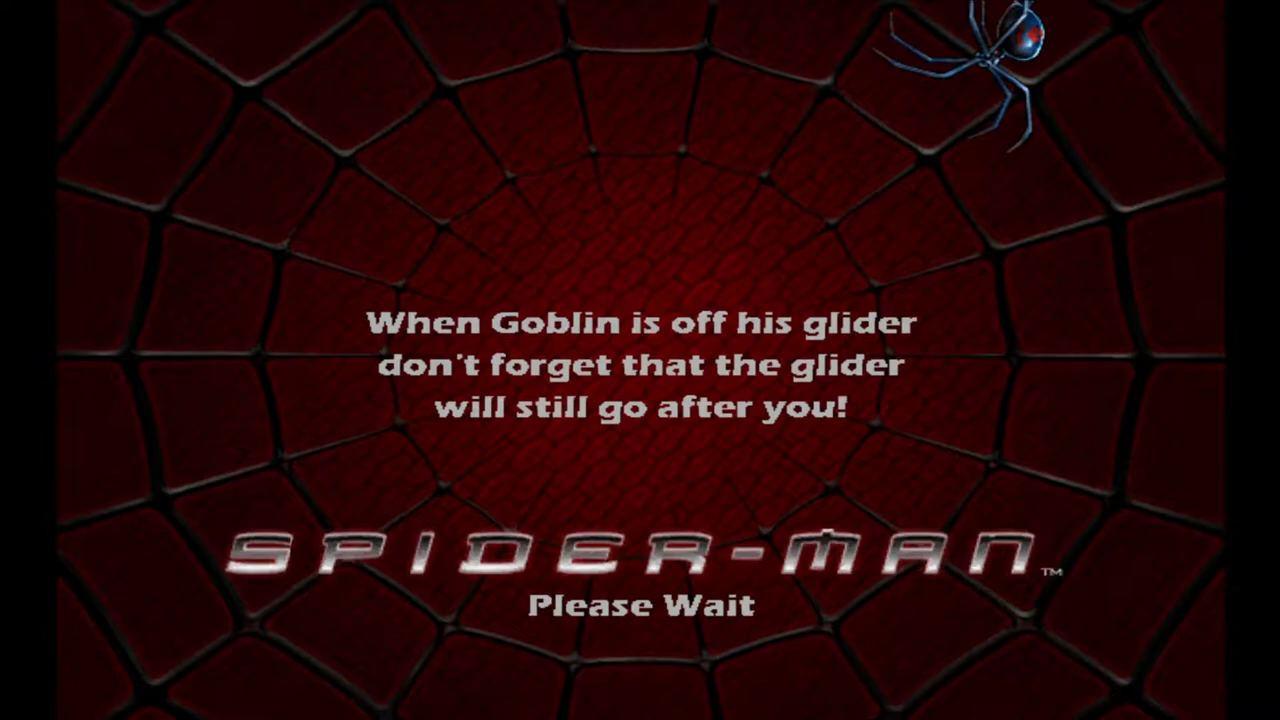 When Goblin is off his glider
don't forget that the glider
will still go after you!
SPIDER-MAN™
Please Wait